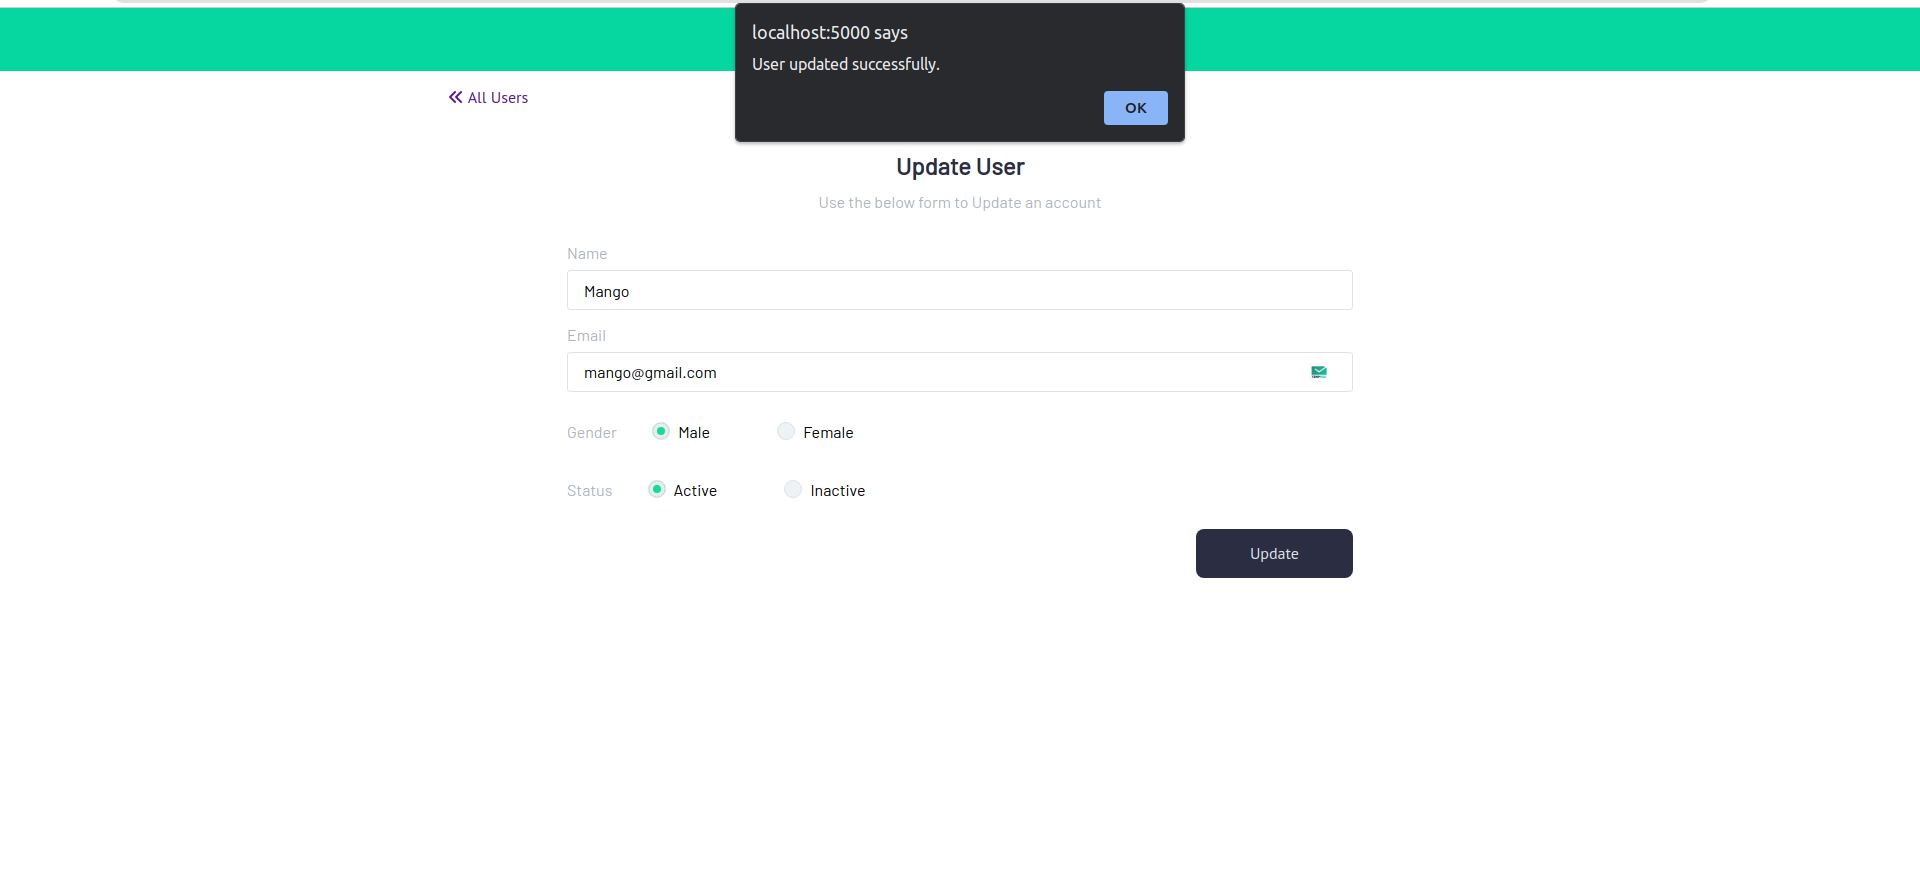 localhost:5000 says
User updated successfully.
OK
All Users
Update User
Use the below form to Update an account
Name
Mango
Email
mango@gmail.com
Gender Male Female
Status Active Inactive
Update